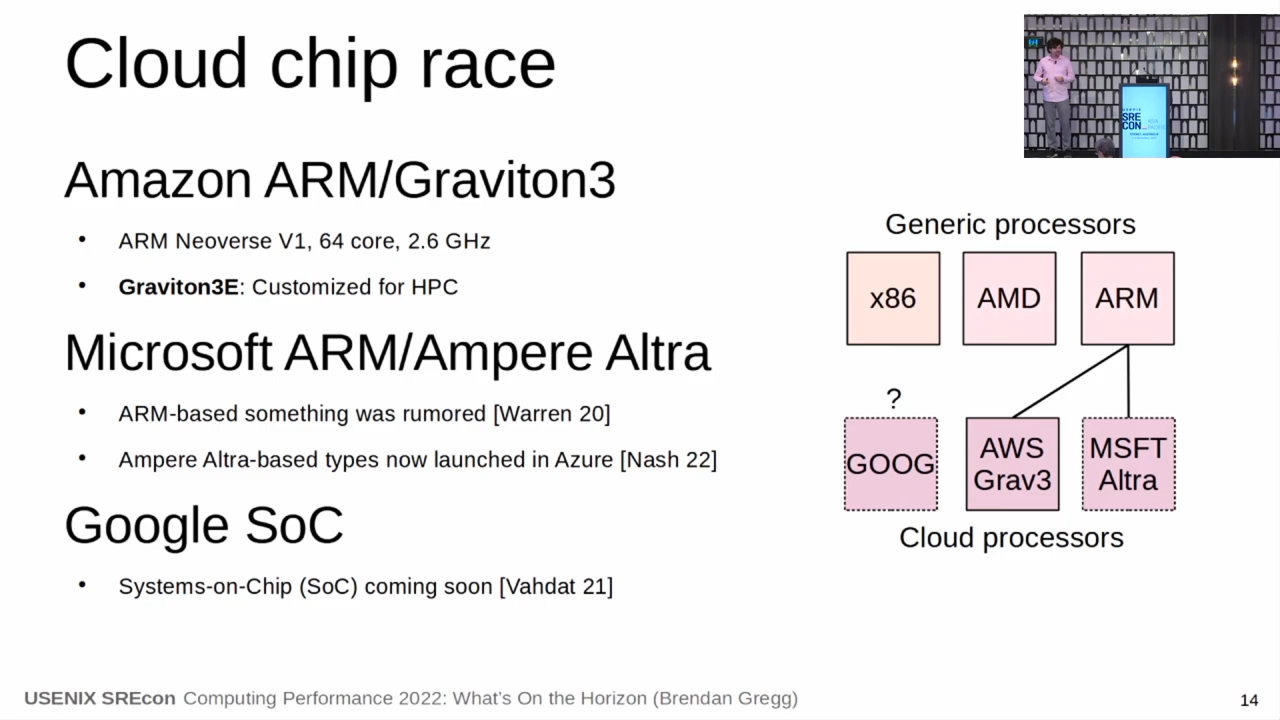 Cloud chip race
Amazon ARM/Graviton3
• ARM Neoverse V1, 64 core, 2.6 GHz
• Graviton3E: Customized for HPC
Microsoft ARM/Ampere Altra
• ARM-based something was rumored [Warren 20]
• Ampere Altra-based types now launched in Azure [Nash 22]
Google SoC
• Systems-on-Chip (SoC) coming soon [Vahdat 21]
Generic processors
x86
AMD
ARM
?
GOOG
AWS
Grav3
MSFT
Altra
Cloud processors
SRE
CON
USENIX SREcon Computing Performance 2022: What's On the Horizon (Brendan Gregg)
14